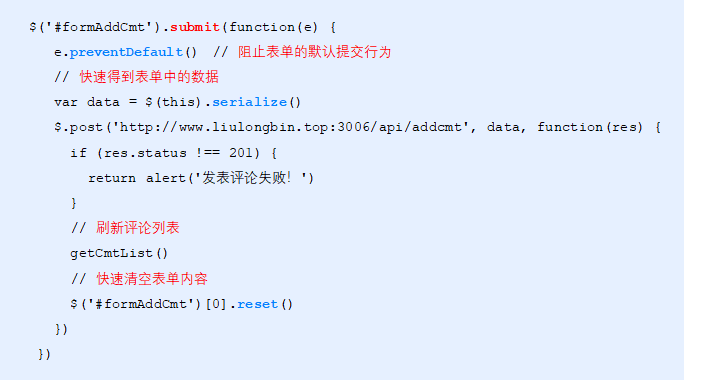 $('#formAddCmt').submit(function(e) {
e.preventDefault() // 阻止表单的默认提交行为
// 快速得到表单中的数据
var data = $(this).serialize()
$.post('http://www.liulongbin.top:3006/api/addcmt', data, function(res) {
if (res.status !== 201) {
return alert('发表评论失败！')
}
// 刷新评论列表
getCmtList()
// 快速清空表单内容
$('#formAddCmt')[0].reset()
})
})